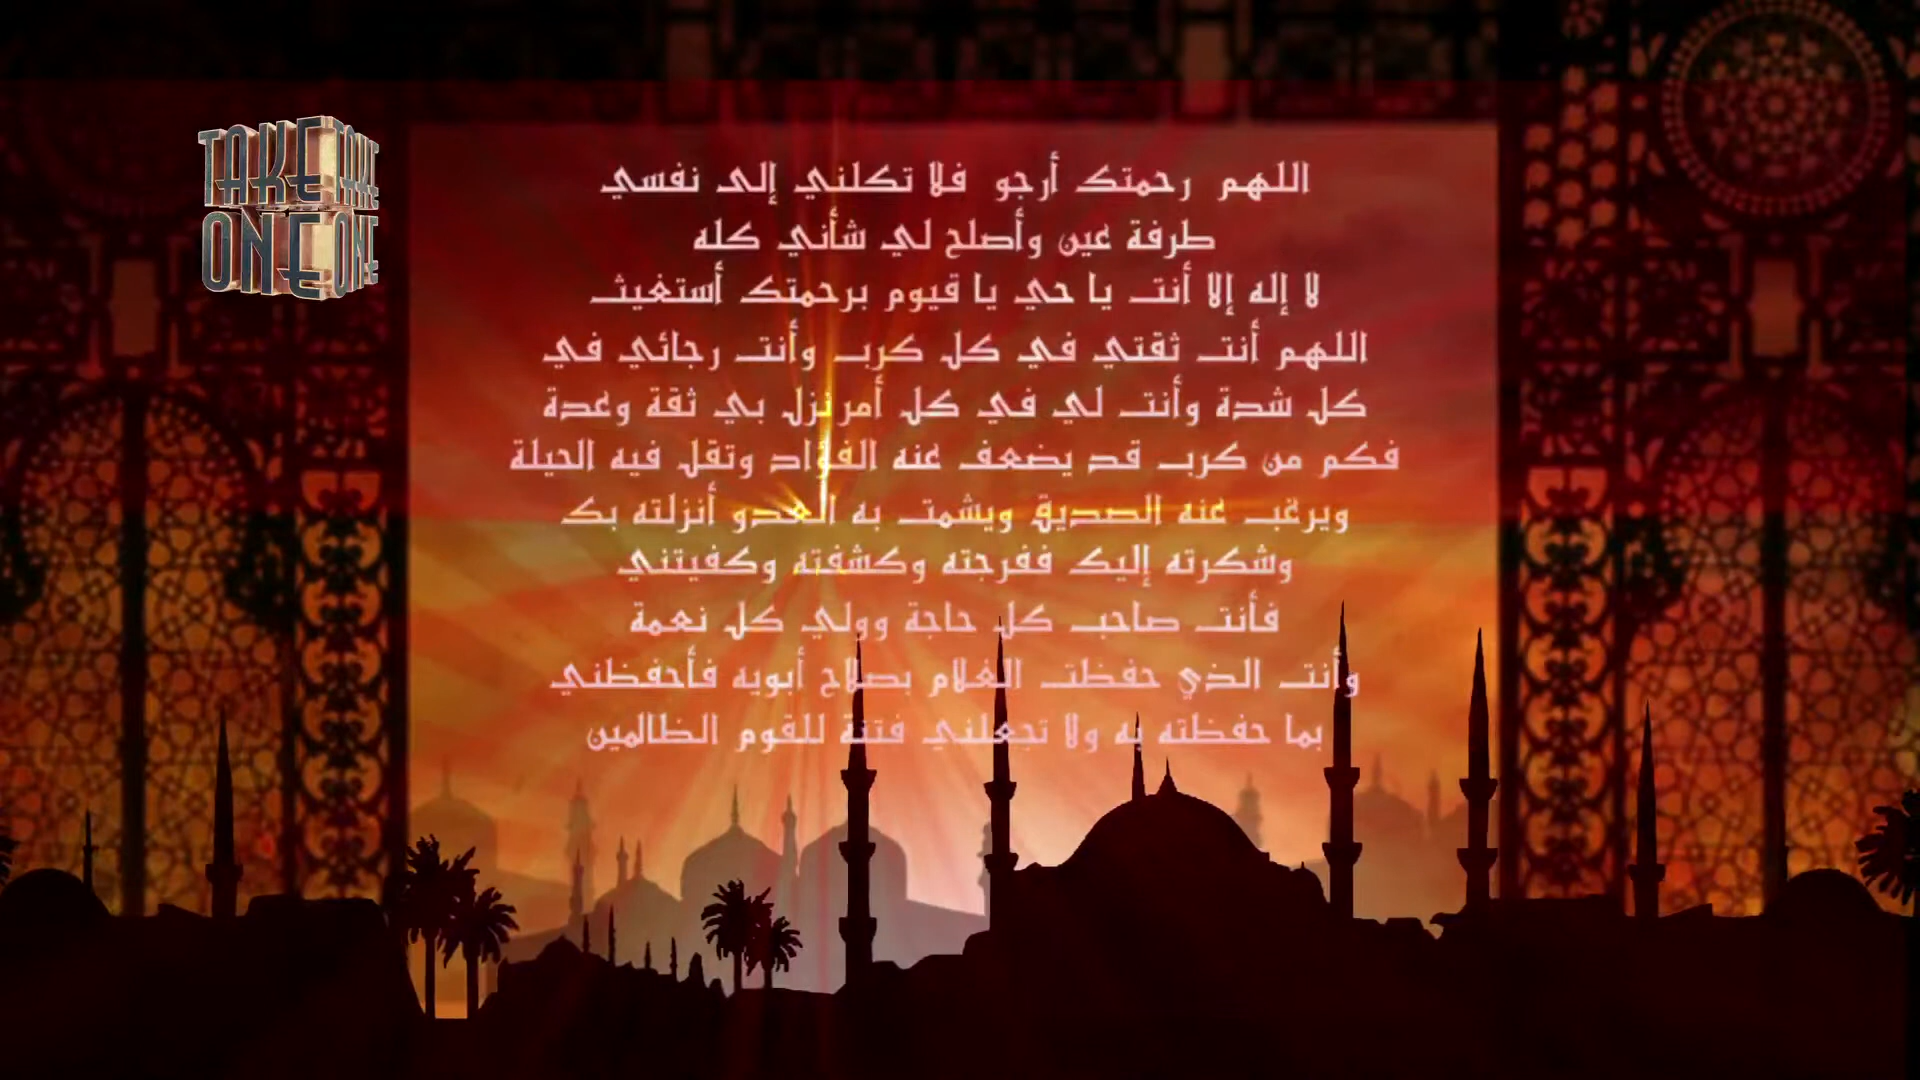 TAKE TAKE
ONE ONE
اللهم رحمتك أرجو فلا تكلني إلى نفسي
طرفة عين وأصلح لي شأني كله
لا إله إلا أنت يا حي يا قيوم برحمتك أستغيث
اللهم أنت ثقتي في كل كرب وأنت رجائي في
كل شدة وأنت لي في كل أمر نزل بي ثقة وعدة
فكم من كرب قد يضعف عنه الفؤاد وتقل فيه الحيلة
ويرغب عنه الصديق ويشمت به العدو أنزلته بك
وشكرته إليك ففرجته وكشفته وكفيتني
فأنت صاحب كل حاجة وولي كل نعمة
وأنت الذي حفظت الغلام بصلاح أبويه فأحفظني
بما حفظته به ولا تجعلني فتنة للقوم الظالمين